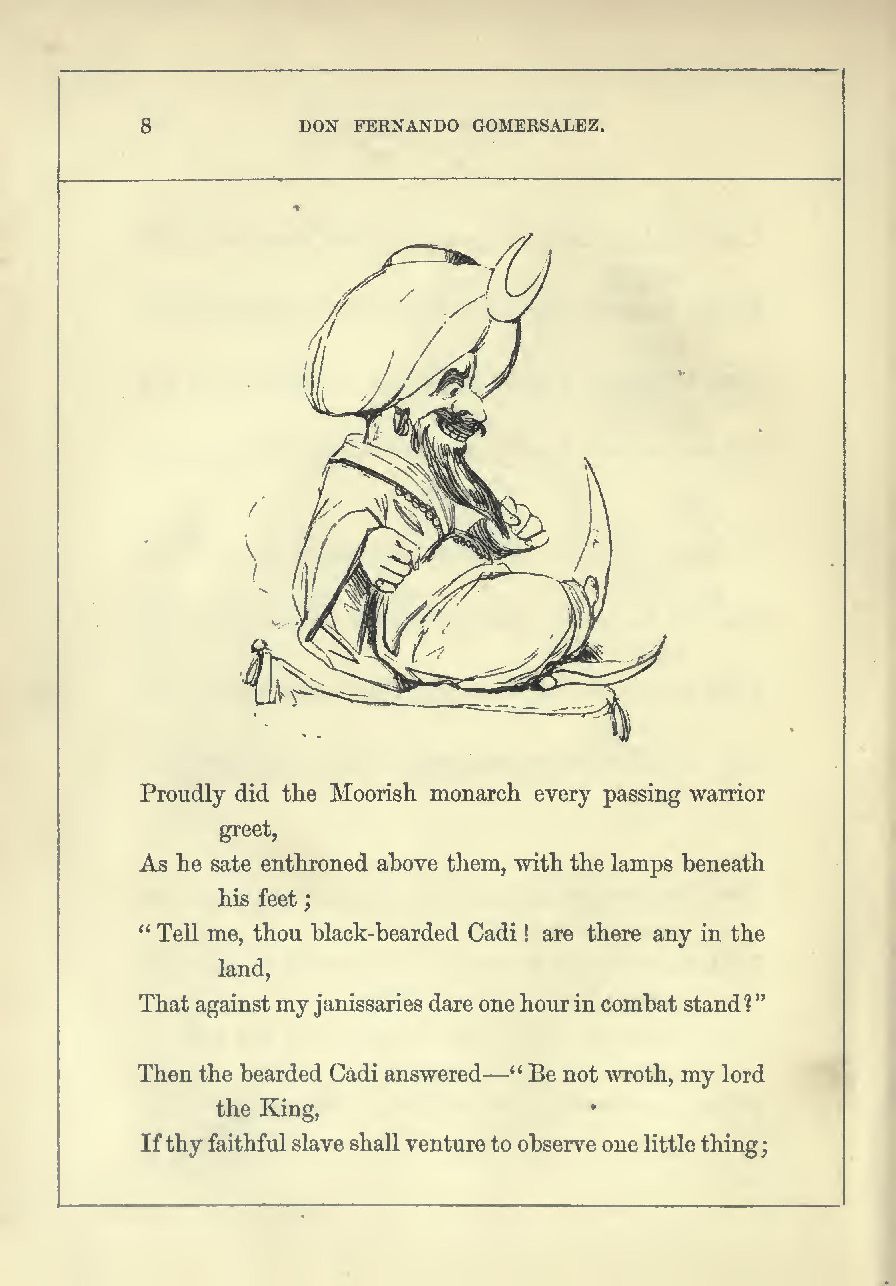 8 DON FERNANDO GOMERSALEZ.
Proudly did the Moorish monarch every passing warrior
greet,
As he sate enthroned above them, with the lamps beneath
his feet ;
“ Tell me, thou black-bearded Cadi ! are there any in the
land,
That against my janissaries dare one hour in combat stand ? ”
Then the bearded Cadi answered—“ Be not wroth, my lord
the King,
If thy faithful slave shall venture to observe one little thing ;